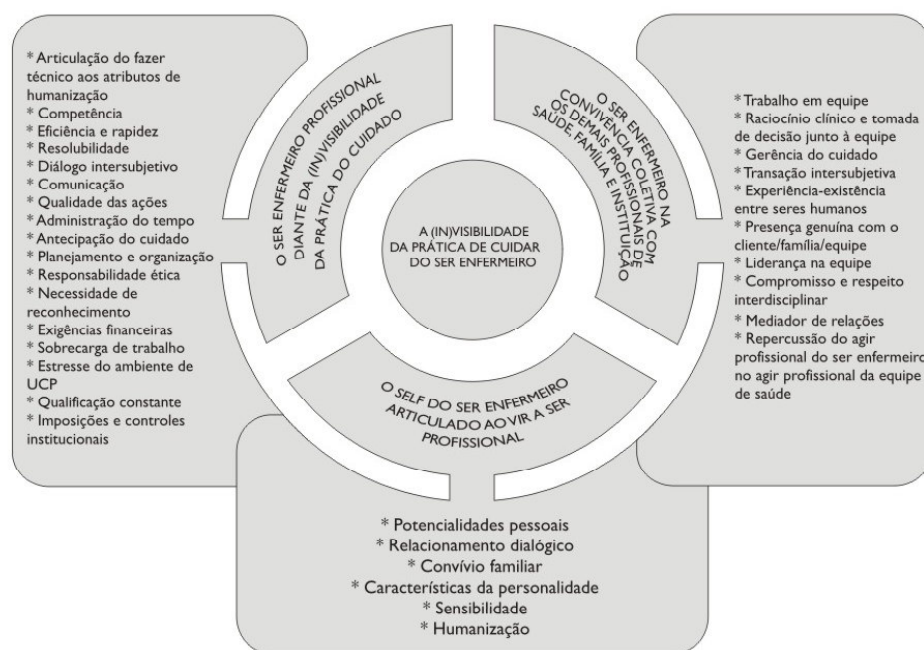 * Articulação do fazer
técnico aos atributos de
humanização
* Competência
* Eficiência e rapidez
* Resolubilidade
* Diálogo intersubjetivo
* Comunicação
* Qualidade das ações
* Administração do tempo
* Antecipação do cuidado
* Planejamento e organização
* Responsabilidade ética
* Necessidade de
reconhecimento
* Exigências financeiras
* Sobrecarga de trabalho
* Estresse do ambiente de
UCP
* Qualificação constante
* Imposições e controles
institucionais
O SER ENFERMEIRO PROFISSIONAL
DIANTE DA (IN)VISIBILIDADE
DA PRÁTICA DO CUIDADO
A (IN)VISIBILIDADE
DA PRÁTICA DE CUIDAR
DO SER ENFERMEIRO
O SER ENFERMEIRO NA
CONVIVÊNCIA COLETIVA COM
OS DEMAIS PROFISSIONAIS DE
SAÚDE, FAMÍLIA E INSTITUIÇÃO
* Trabalho em equipe
* Raciocínio clínico e tomada
de decisão junto à equipe
* Gerência do cuidado
* Transação intersubjetiva
* Experiência-existência
entre seres humanos
* Presença genuína com o
cliente/família/equipe
* Liderança na equipe
* Compromisso e respeito
interdisciplinar
* Mediador de relações
* Repercussão do agir
profissional do ser enfermeiro
no agir profissional da equipe
de saúde
O SELF DO SER ENFERMEIRO
ARTICULADO AO VIR A SER
PROFISSIONAL
* Potencialidades pessoais
* Relacionamento dialógico
* Convívio familiar
* Características da personalidade
* Sensibilidade
* Humanização